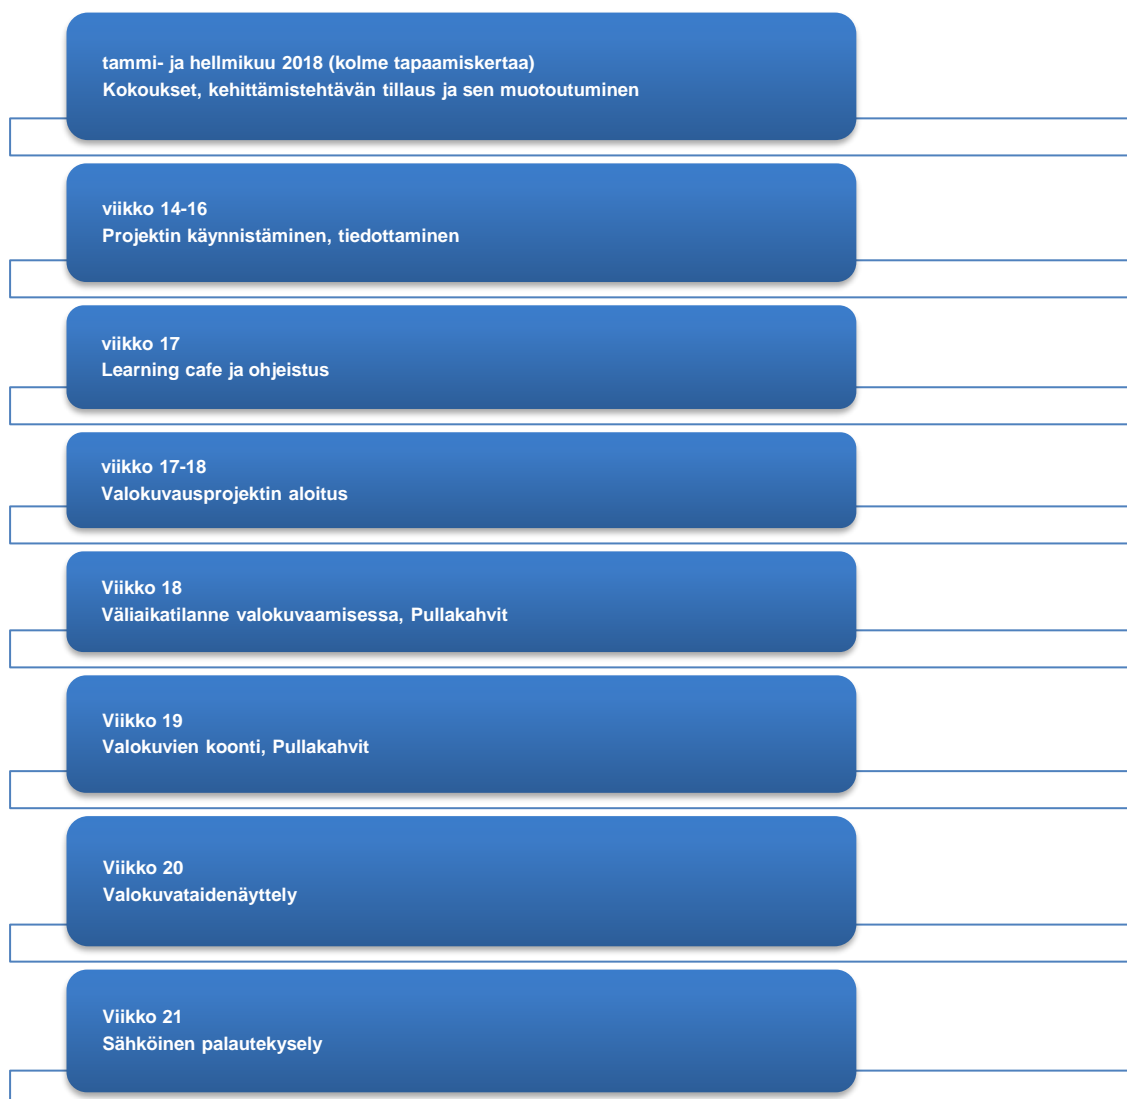 tammi- ja hellmikuu 2018 (kolme tapaamiskertaa)
Kokoukset, kehittämistehtävän tillaus ja sen muotoutuminen
viikko 14-16
Projektin käynnistäminen, tiedottaminen
viikko 17
Learning cafe ja ohjeistus
viikko 17-18
Valokuvausprojektin aloitus
Viikko 18
Väliaikatilanne valokuvaamisessa, Pullakahvit
Viikko 19
Valokuvien koonti, Pullakahvit
Viikko 20
Valokuvataidenäyttely
Viikko 21
Sähköinen palautekysely